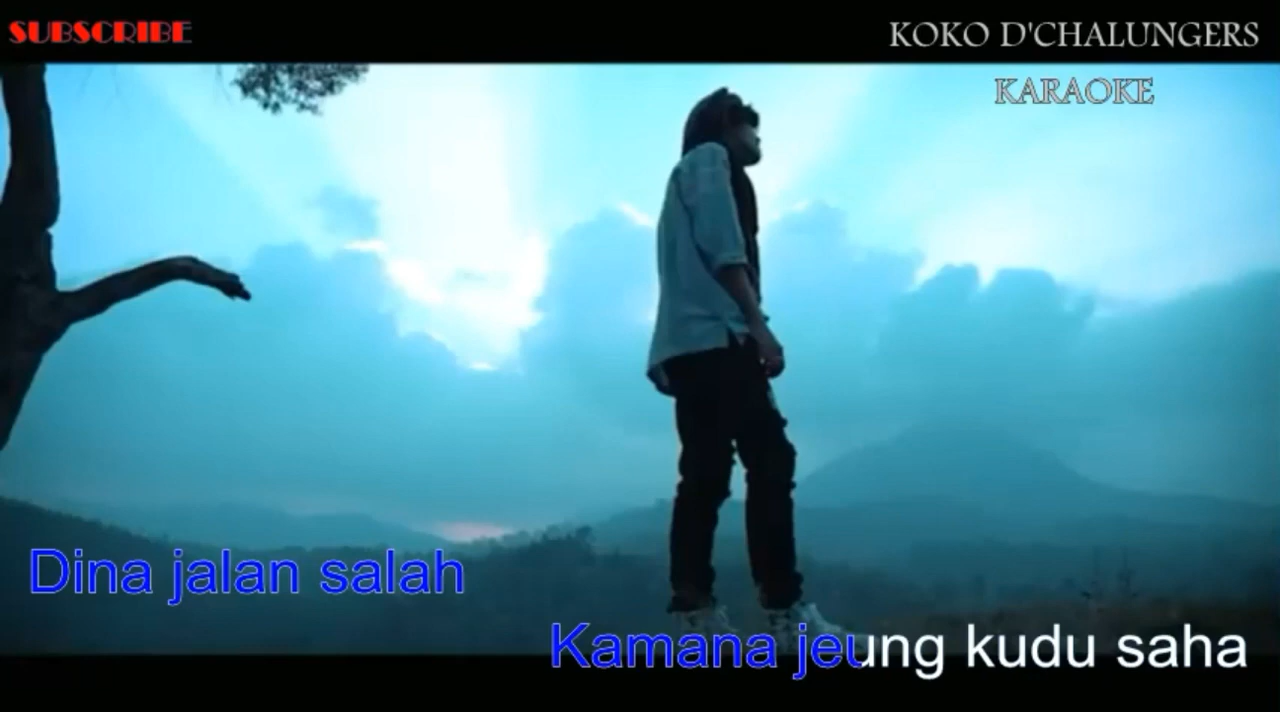 SUBSCRIBE
KOKO D'CHALUNGERS
KARAOKE
Dina jalan salah
Kamana jeung kudu saha